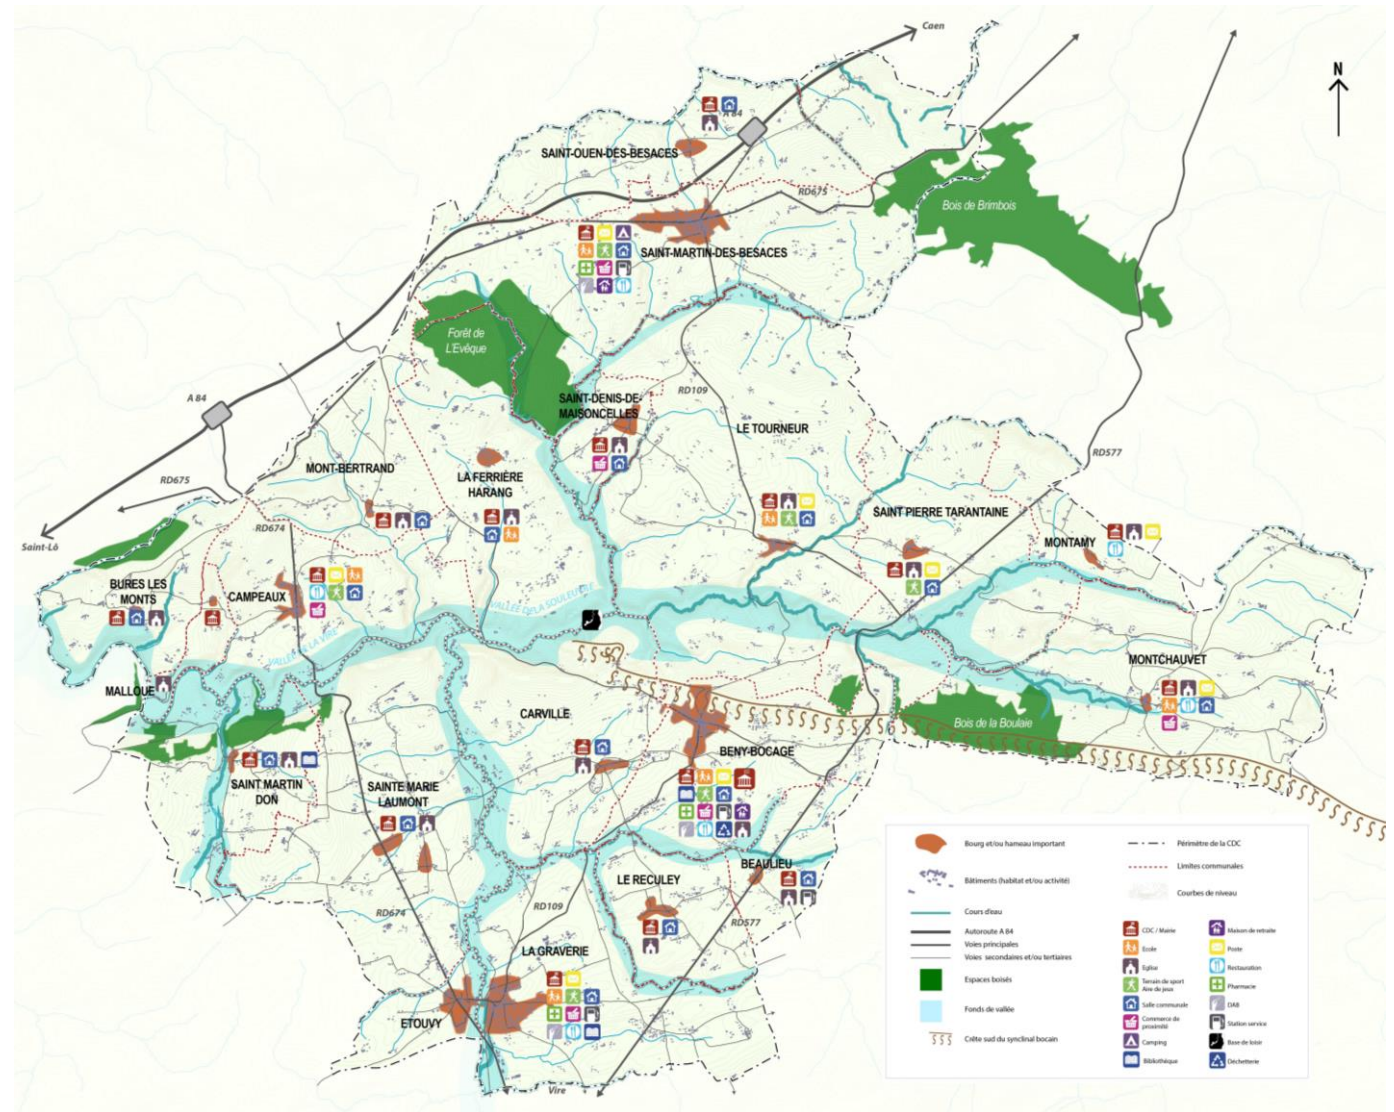 Caen
N
A 84
SAINT-OUEN-DES-BESACES
RD675
Bois de Brimbois
SAINT-MARTIN-DES-BESACES
Forêt de
L'Evêque
A 84
RD109
SAINT-DENIS-DE-
MAISONCELLES
LE TOURNEUR
RD577
MONT-BERTRAND
RD675
LA FERRIÈRE
HARANG
SAINT PIERRE TARANTAINE
RD674
MONTAMY
Saint-Lô
BURES LES
MONTS
CAMPEAUX
VALLÉE DE LA SOULEUVRE
VALLÉE DE LA VIRE
MONTCHAUVET
MALLOUE
CARVILLE
Bois de la Boulaie
BENY-BOCAGE
SAINT MARTIN
DON
SAINTE MARIE
LAUMONT
BEAULIEU
LE RECULEY
RD674
RD109
RD577
LA GRAVERIE
ETOUVY
Vire
Bourg et/ou hameau important
Bâtiments (habitat et/ou activité)
Cours d'eau
Autoroute A 84
Voies principales
Voies secondaires et/ou tertiaires
Espaces boisés
Fonds de vallée
Crête sud du synclinal bocain
Périmètre de la CDC
Limites communales
Courbes de niveau
CDC / Mairie
Ecole
Eglise
Terrain de sport
Aire de jeux
Salle communale
Commerce de
proximité
Camping
Bibliothèque
Maison de retraite
Poste
Restauration
Pharmacie
DAB
Station service
Base de loisir
Déchetterie